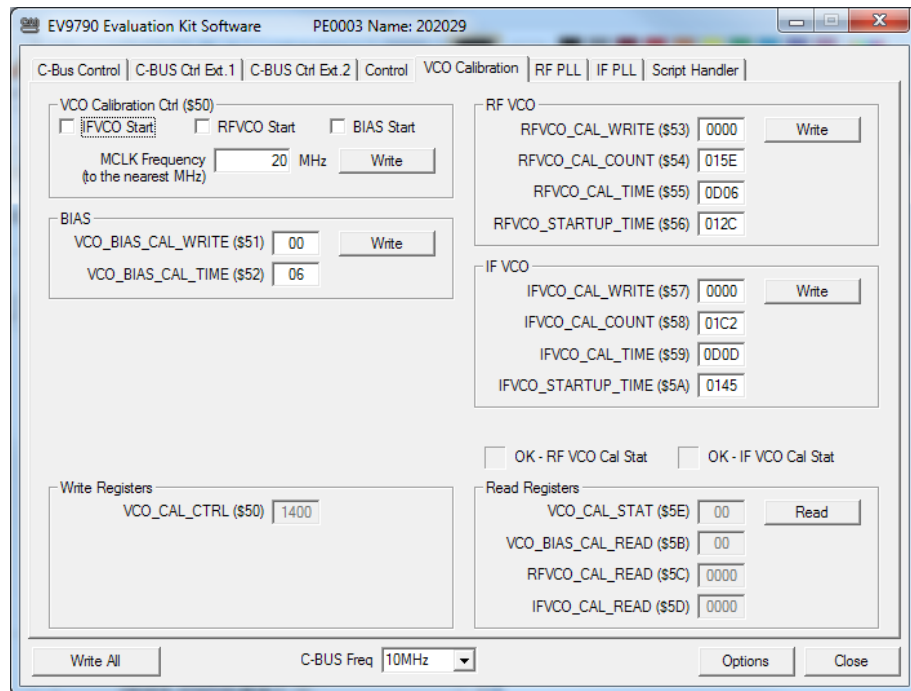 EV9790 Evaluation Kit Software PE0003 Name: 202029
C-Bus Control C-BUS Ctrl Ext.1 C-BUS Ctrl Ext.2 Control VCO Calibration RF PLL IF PLL Script Handler
VCO Calibration Ctrl ($50)
IFVCO Start RFVCO Start BIAS Start
MCLK Frequency 20 MHz Write
(to the nearest MHz)
BIAS
VCO_BIAS_CAL_WRITE ($51) 00 Write
VCO_BIAS_CAL_TIME ($52) 06
RF VCO
RFVCO_CAL_WRITE ($53) 0000 Write
RFVCO_CAL_COUNT ($54) 015E
RFVCO_CAL_TIME ($55) 0D06
RFVCO_STARTUP_TIME ($56) 012C
IF VCO
IFVCO_CAL_WRITE ($57) 0000 Write
IFVCO_CAL_COUNT ($58) 01C2
IFVCO_CAL_TIME ($59) 0D0D
IFVCO_STARTUP_TIME ($5A) 0145
OK - RF VCO Cal Stat OK - IF VCO Cal Stat
Write Registers
VCO_CAL_CTRL ($50) 1400
Read Registers
VCO_CAL_STAT ($5E) 00 Read
VCO_BIAS_CAL_READ ($5B) 00
RFVCO_CAL_READ ($5C) 0000
IFVCO_CAL_READ ($5D) 0000
Write All C-BUS Freq 10MHz Options Close